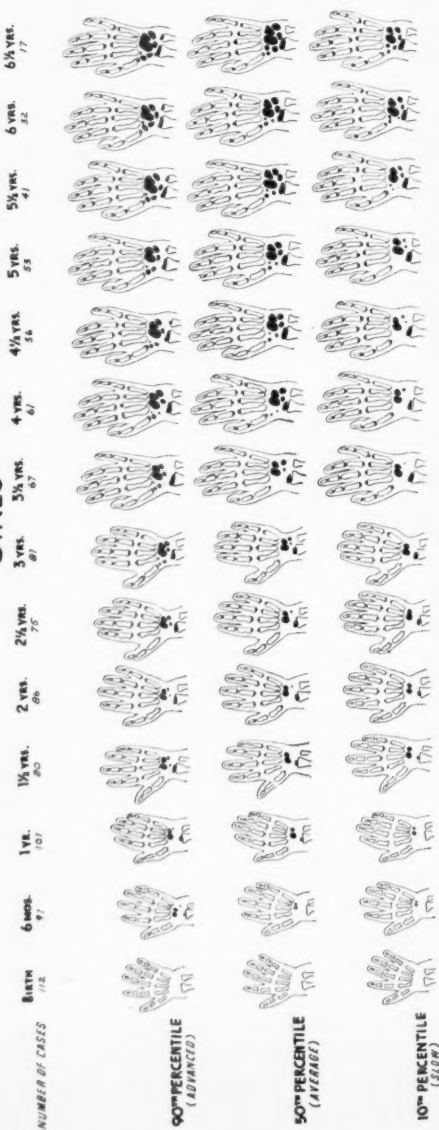 BIRTH 6 MOS. 1 YR. 1½ YRS. 2 YRS. 2½ YRS. 3 YRS. 3½ YRS. 4 YRS. 4½ YRS. 5 YRS. 5½ YRS. 6 YRS. 6½ YRS.
NUMBER OF CASES 112 101 80 86 75 67 61 56 53 41 32 17
90TH PERCENTILE
(ADVANCED)
50TH PERCENTILE
(AVERAGE)
10TH PERCENTILE
(SLOW)